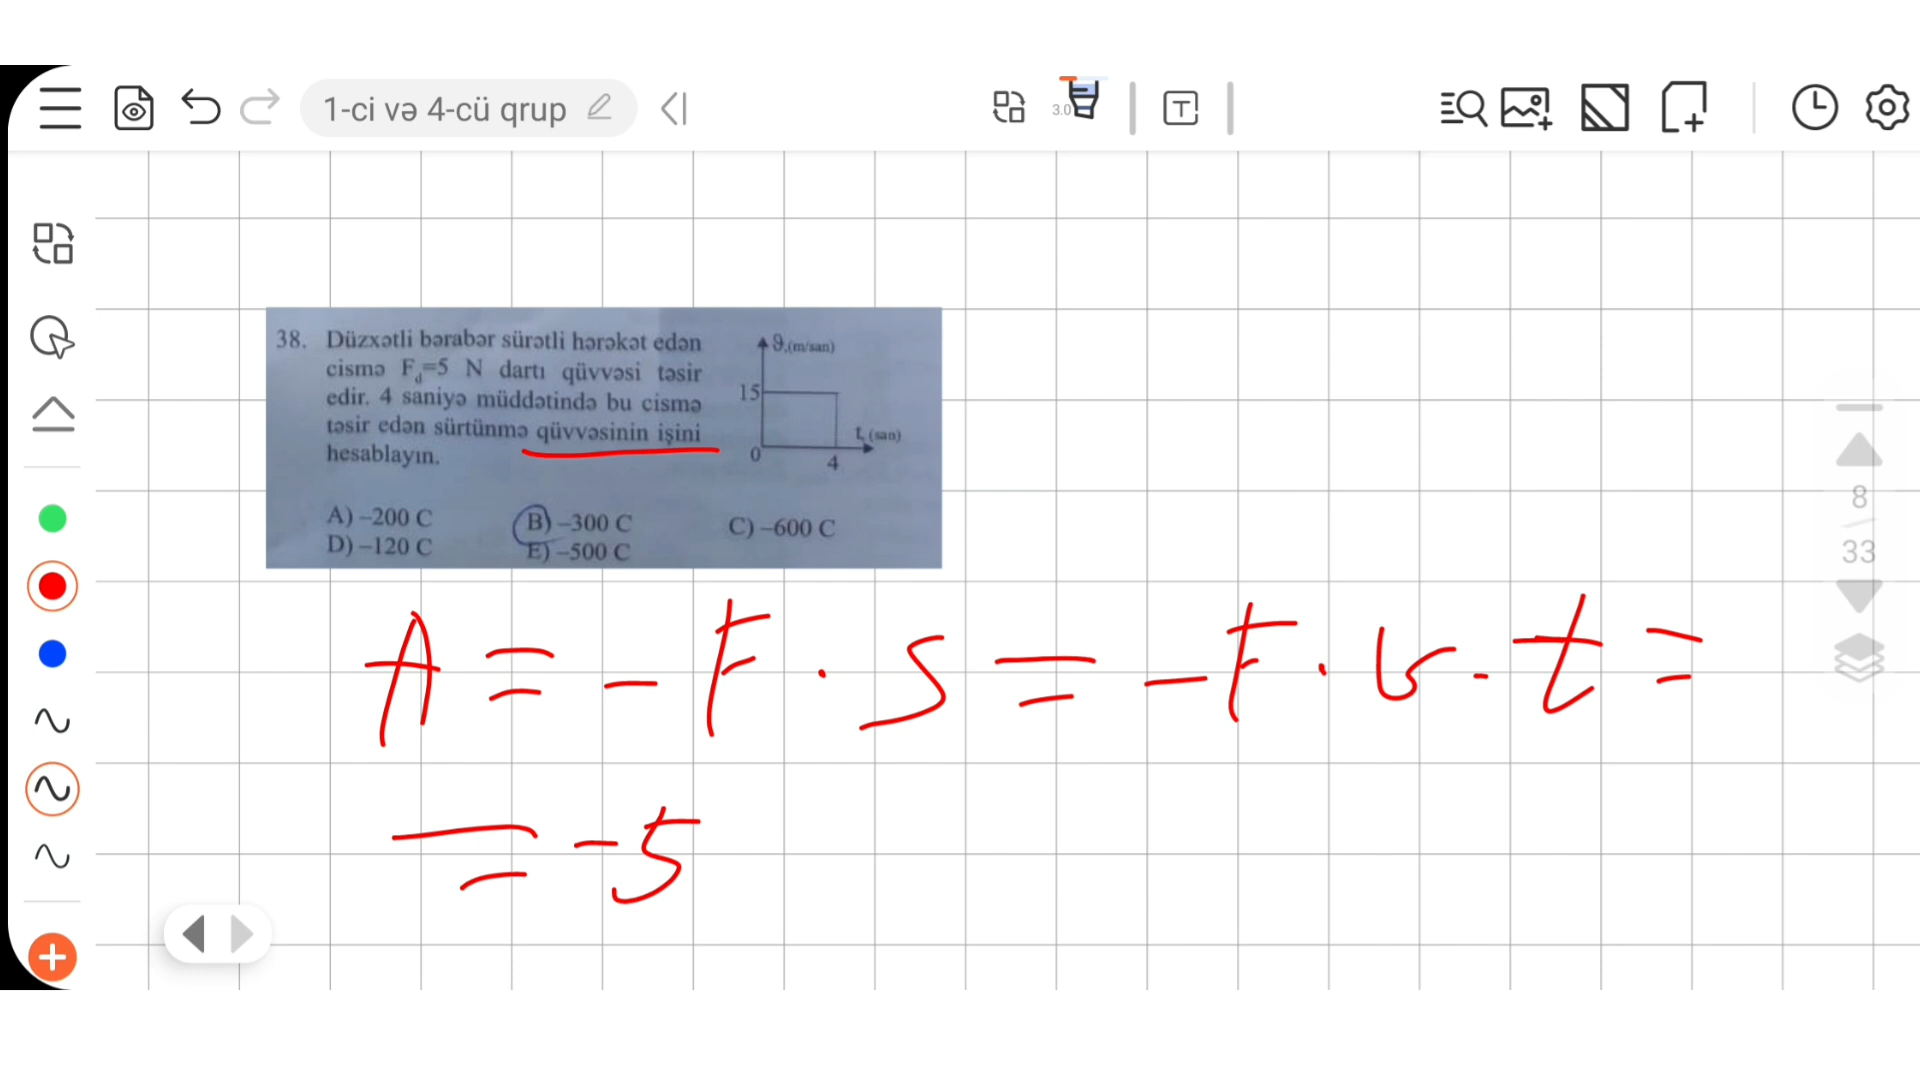 1-ci və 4-cü qrup
3.0
T
38. Düzxətli bərabər sürətli hərəkət edən
cismə F_d=5 N dartı qüvvəsi təsir
edir. 4 saniyə müddətində bu cismə
təsir edən sürtünmə qüvvəsinin işini
hesablayın.
ϑ,(m/san)
15
t, (san)
0
4
A) –200 C
B) –300 C
C) –600 C
D) –120 C
E) –500 C
8
33
A = - F · S = - F · v · t =
= -5